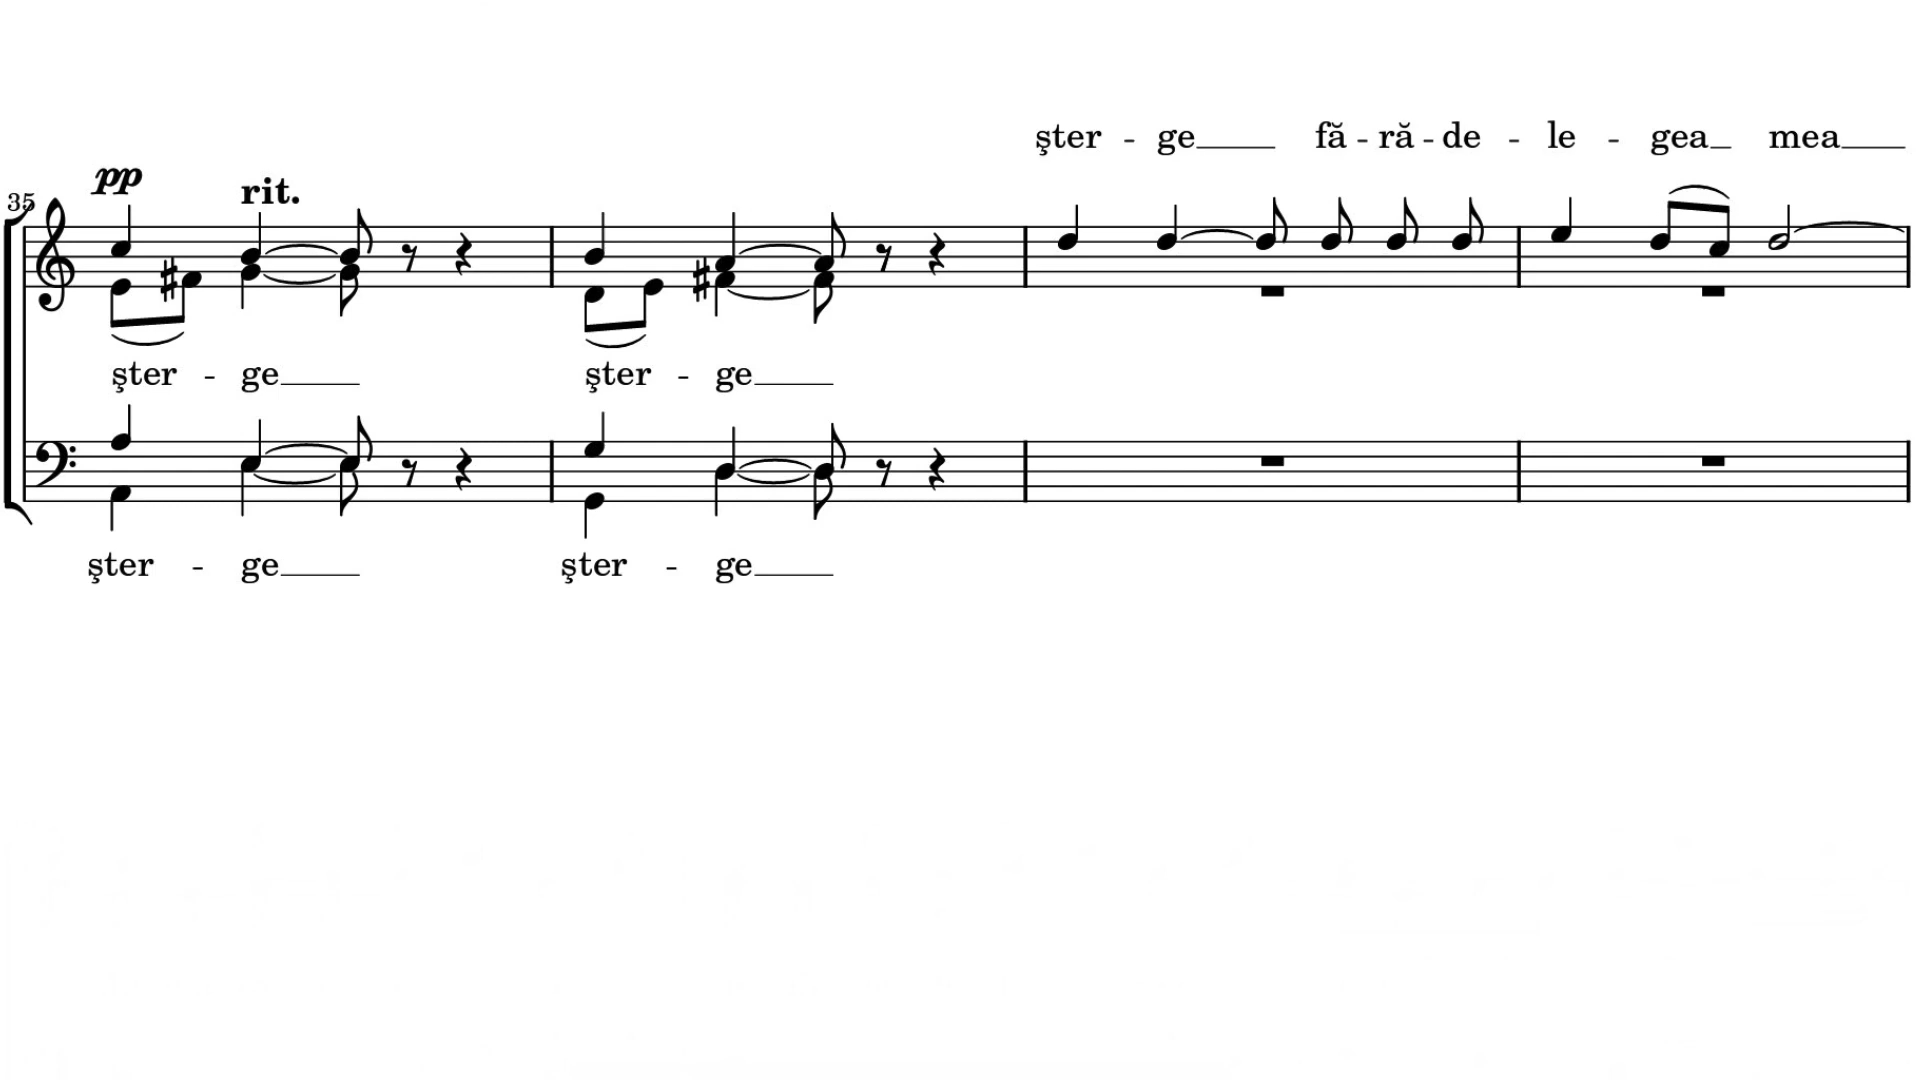 şter - ge fă - ră - de - le - gea mea
pp
35 rit.
şter - ge şter - ge
şter - ge şter - ge